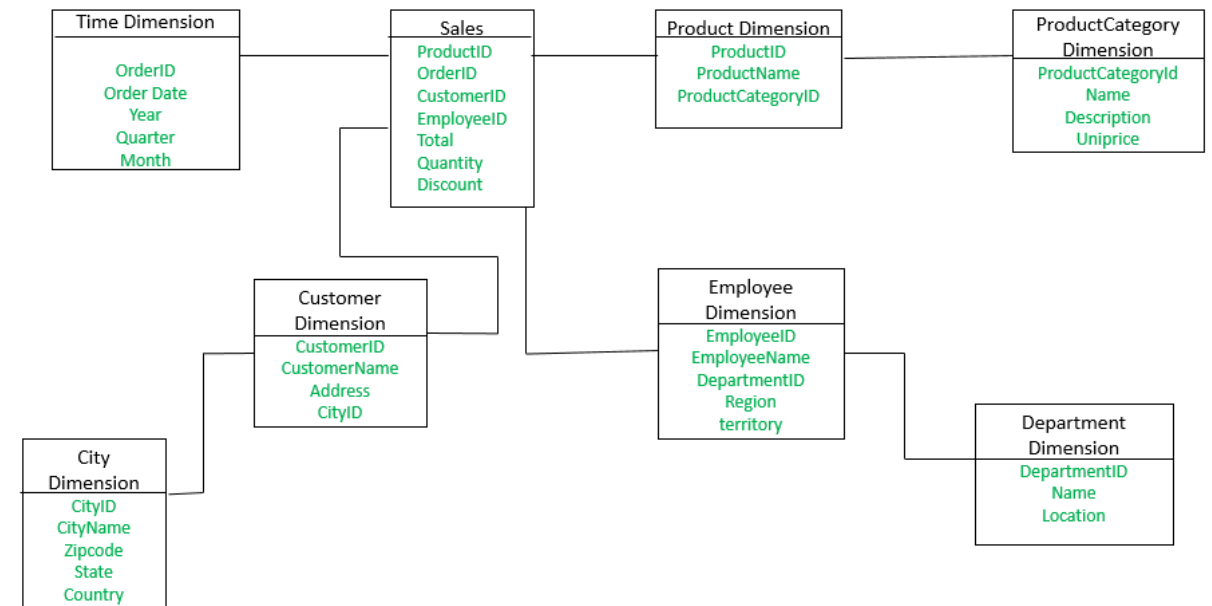 Time Dimension
OrderID
Order Date
Year
Quarter
Month
Sales
ProductID
OrderID
CustomerID
EmployeeID
Total
Quantity
Discount
Product Dimension
ProductID
ProductName
ProductCategoryID
ProductCategory
Dimension
ProductCategoryId
Name
Description
Uniprice
Customer
Dimension
CustomerID
CustomerName
Address
CityID
Employee
Dimension
EmployeeID
EmployeeName
DepartmentID
Region
territory
City
Dimension
CityID
CityName
Zipcode
State
Country
Department
Dimension
DepartmentID
Name
Location